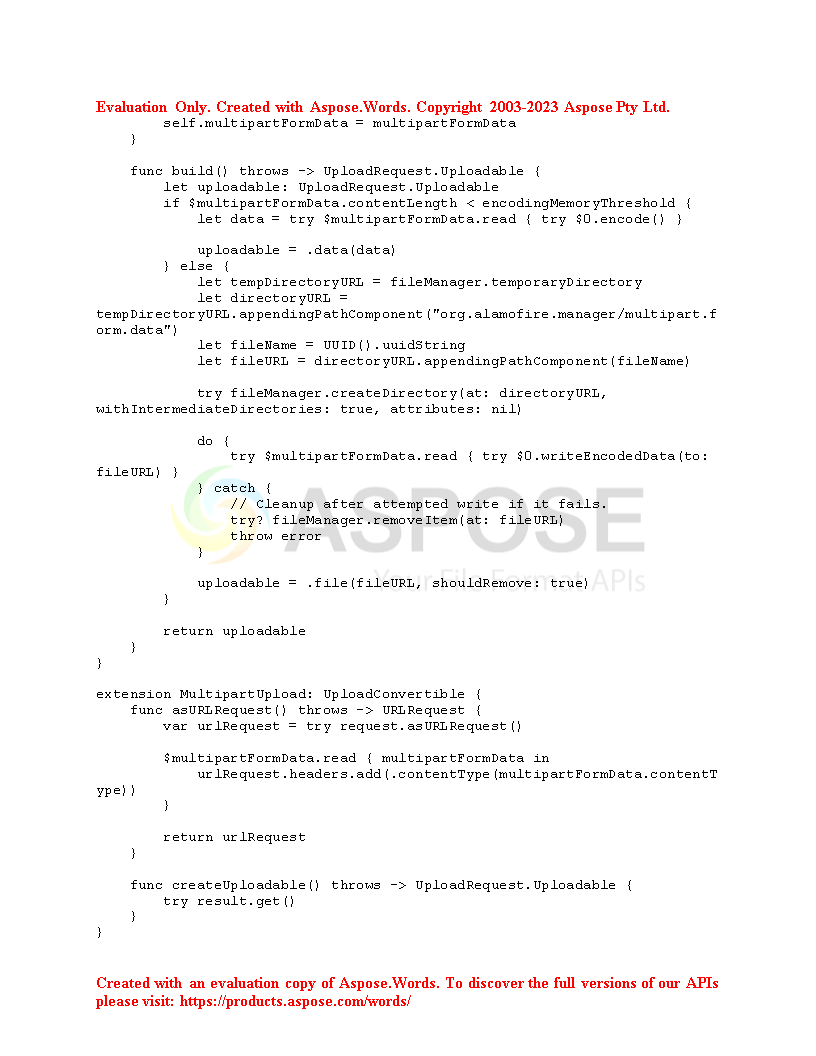 Evaluation Only. Created with Aspose.Words. Copyright 2003-2023 Aspose Pty Ltd.
        self.multipartFormData = multipartFormData
    }

    func build() throws -> UploadRequest.Uploadable {
        let uploadable: UploadRequest.Uploadable
        if $multipartFormData.contentLength < encodingMemoryThreshold {
            let data = try $multipartFormData.read { try $0.encode() }

            uploadable = .data(data)
        } else {
            let tempDirectoryURL = fileManager.temporaryDirectory
            let directoryURL =
tempDirectoryURL.appendingPathComponent("org.alamofire.manager/multipart.f
orm.data")
            let fileName = UUID().uuidString
            let fileURL = directoryURL.appendingPathComponent(fileName)

            try fileManager.createDirectory(at: directoryURL,
withIntermediateDirectories: true, attributes: nil)

            do {
                try $multipartFormData.read { try $0.writeEncodedData(to:
fileURL) }
            } catch {
                // Cleanup after attempted write if it fails.
                try? fileManager.removeItem(at: fileURL)
                throw error
            }
ASPOSE
Your File Format APIs

            uploadable = .file(fileURL, shouldRemove: true)
        }

        return uploadable
    }
}

extension MultipartUpload: UploadConvertible {
    func asURLRequest() throws -> URLRequest {
        var urlRequest = try request.asURLRequest()

        $multipartFormData.read { multipartFormData in
            urlRequest.headers.add(.contentType(multipartFormData.contentT
ype))
        }

        return urlRequest
    }

    func createUploadable() throws -> UploadRequest.Uploadable {
        try result.get()
    }
}

Created with an evaluation copy of Aspose.Words. To discover the full versions of our APIs
please visit: https://products.aspose.com/words/